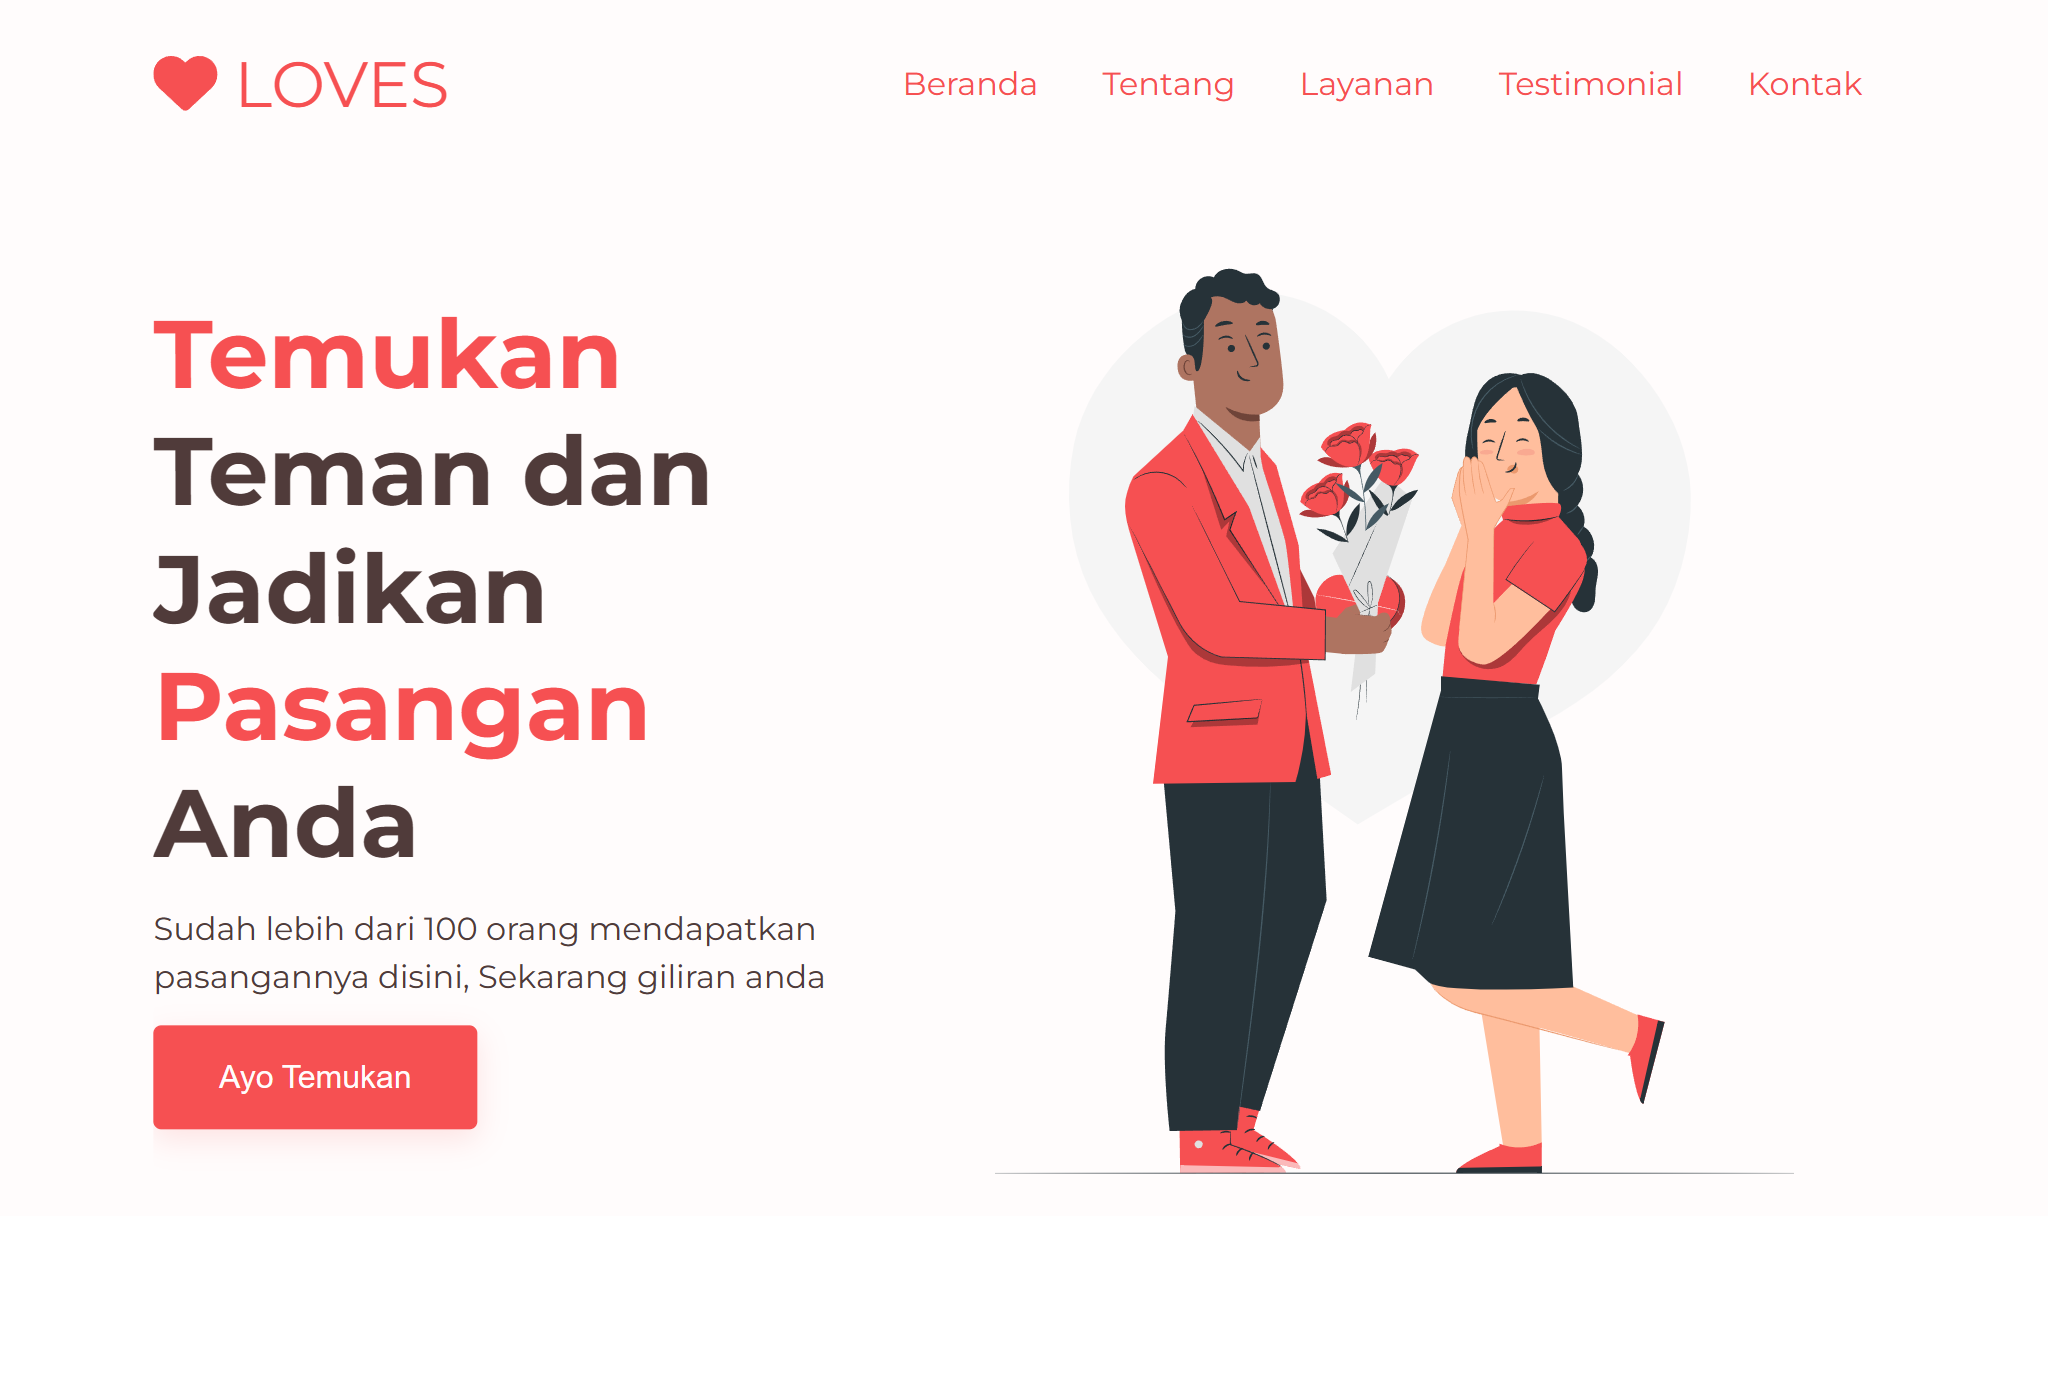 LOVES
Beranda Tentang Layanan Testimonial Kontak
Temukan
Teman dan
Jadikan
Pasangan
Anda
Sudah lebih dari 100 orang mendapatkan
pasangannya disini, Sekarang giliran anda
Ayo Temukan